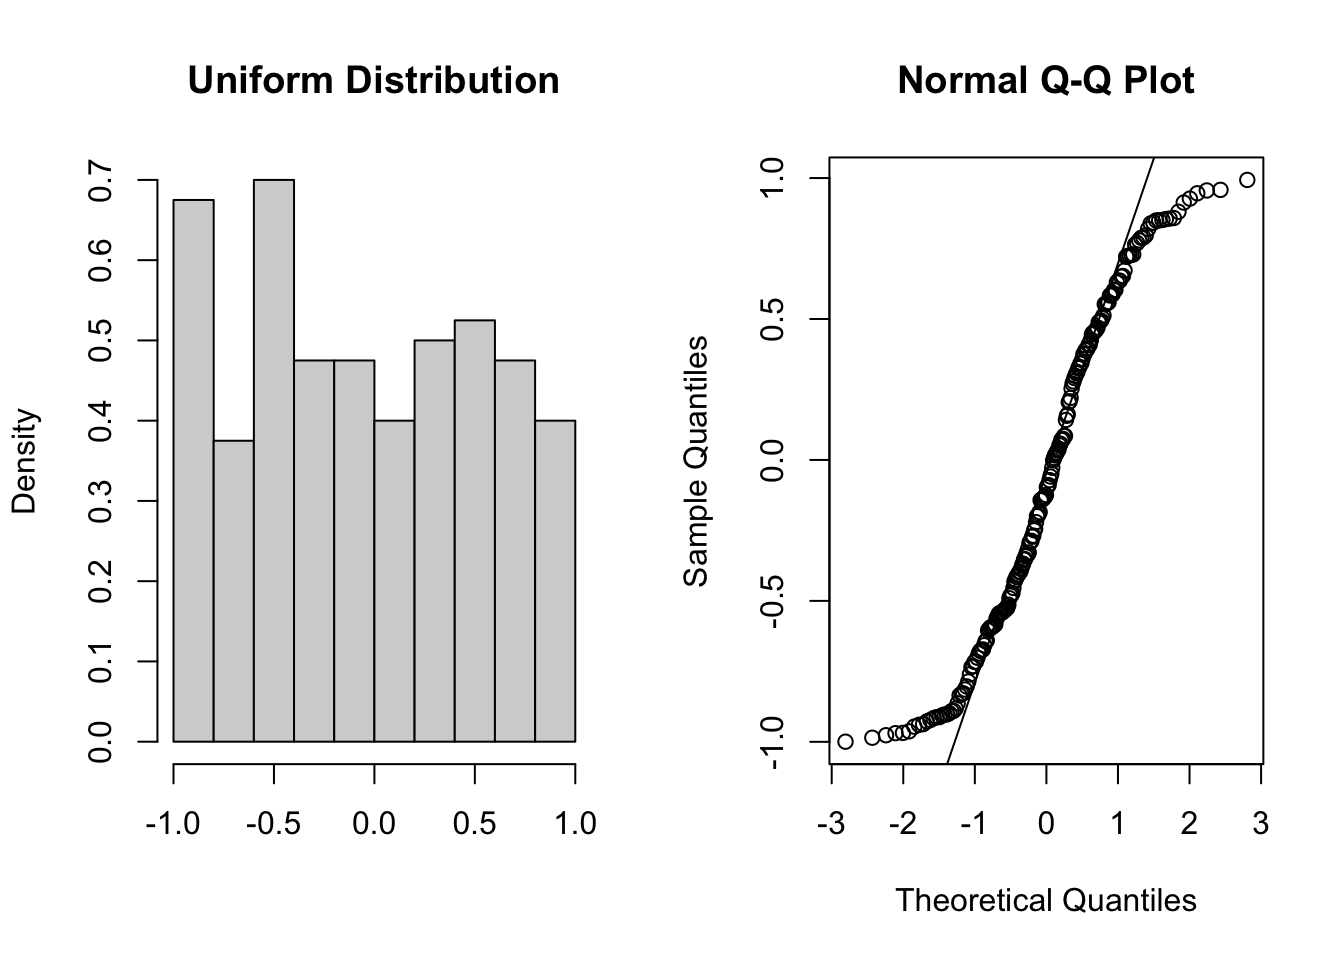 Uniform Distribution
Density
0.7
0.6
0.5
0.4
0.3
0.2
0.1
0.0
-1.0 -0.5 0.0 0.5 1.0
Normal Q-Q Plot
Sample Quantiles
1.0
0.5
0.0
-0.5
-1.0
-3 -2 -1 0 1 2 3
Theoretical Quantiles